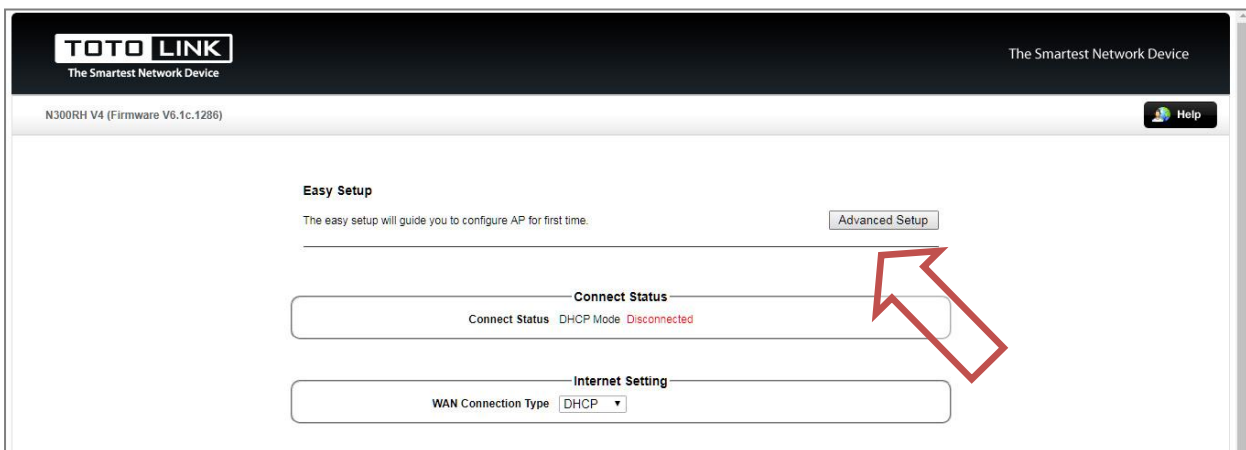 TOTO LINK
The Smartest Network Device
The Smartest Network Device
N300RH V4 (Firmware V6.1c.1286)
Help
Easy Setup
The easy setup will guide you to configure AP for first time.
Advanced Setup
Connect Status
Connect Status DHCP Mode Disconnected
Internet Setting
WAN Connection Type DHCP